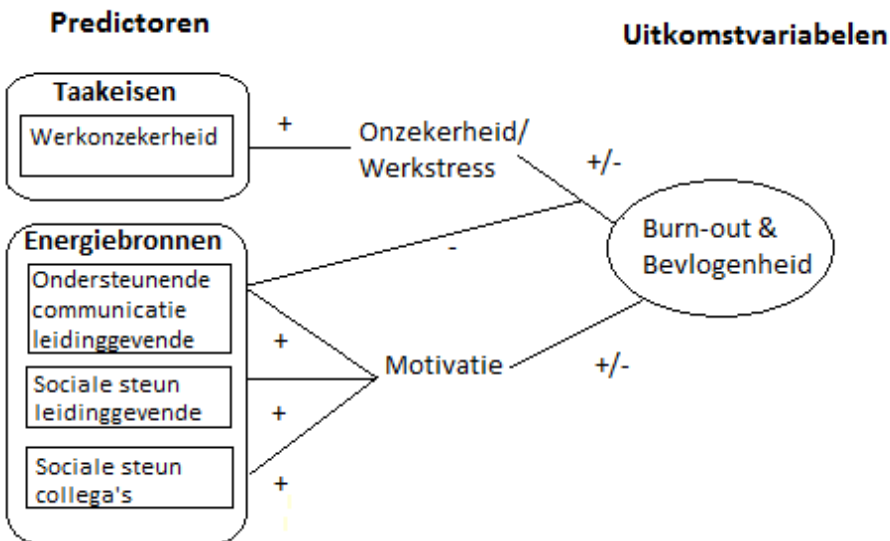 Predictoren
Uitkomstvariabelen
Taakeisen
Werkonzekerheid
+
Onzekerheid/
Werkstress
+/-
Energiebronnen
Ondersteunende
communicatie
leidinggevende
-
Burn-out &
Bevlogenheid
+
Sociale steun
leidinggevende
Motivatie
+/-
+
Sociale steun
collega's
+